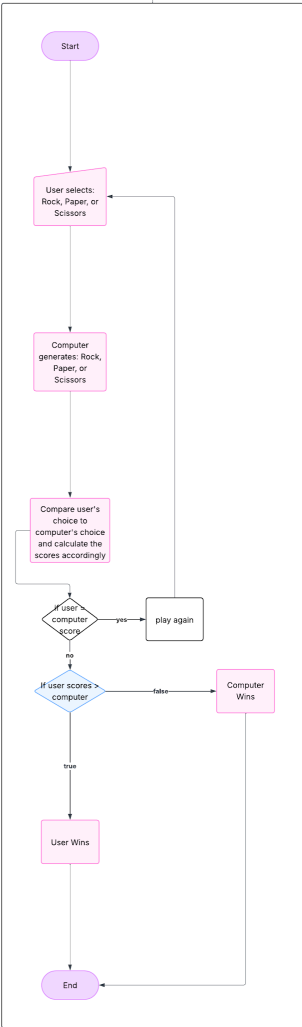 Start
User selects:
Rock, Paper, or
Scissors
Computer
generates: Rock,
Paper, or
Scissors
Compare user's
choice to
computer's choice
and calculate the
scores accordingly
if user =
computer
score
yes
play again
no
If user scores >
computer
false
Computer
Wins
true
User Wins
End